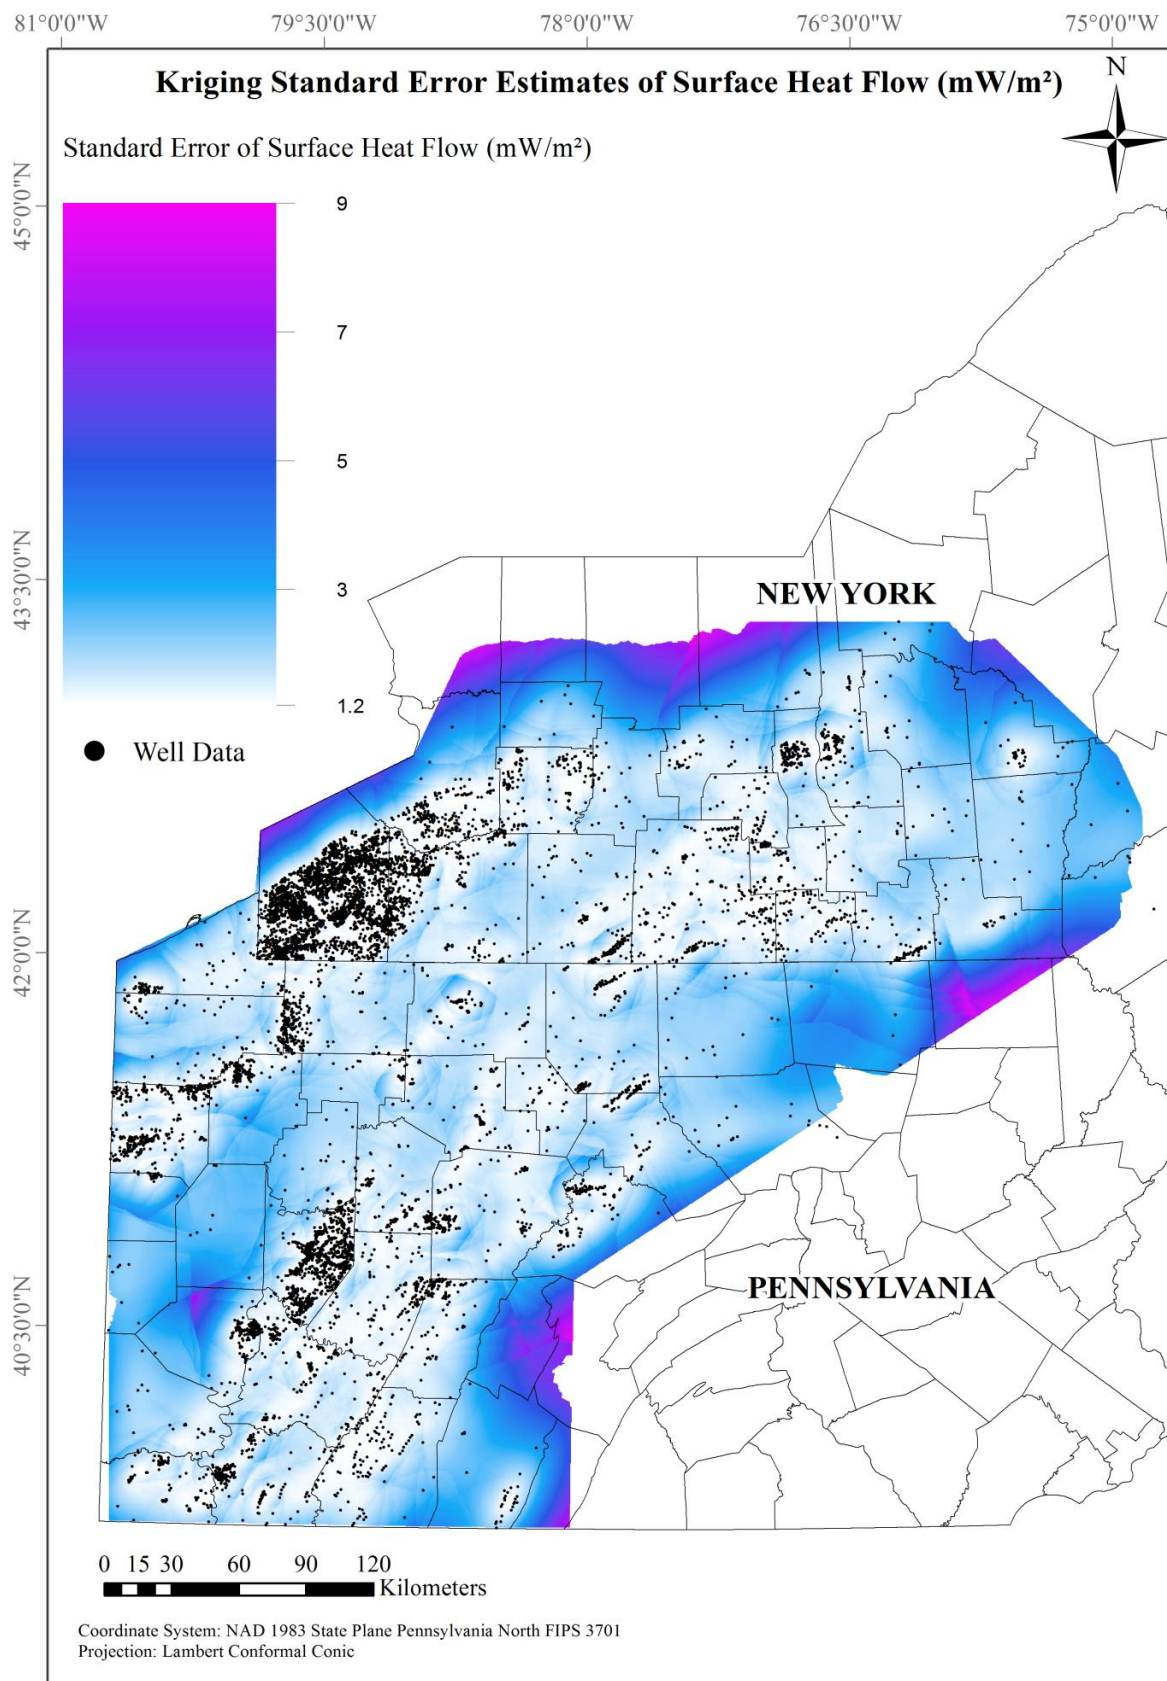 81°0'0"W 79°30'0"W 78°0'0"W 76°30'0"W 75°0'0"W
Kriging Standard Error Estimates of Surface Heat Flow (mW/m²)
N
Standard Error of Surface Heat Flow (mW/m²)
9
7
5
3
1.2
Well Data
45°0'0"N
43°30'0"N
42°0'0"N
40°30'0"N
NEW YORK
PENNSYLVANIA
0 15 30 60 90 120
Kilometers
Coordinate System: NAD 1983 State Plane Pennsylvania North FIPS 3701
Projection: Lambert Conformal Conic